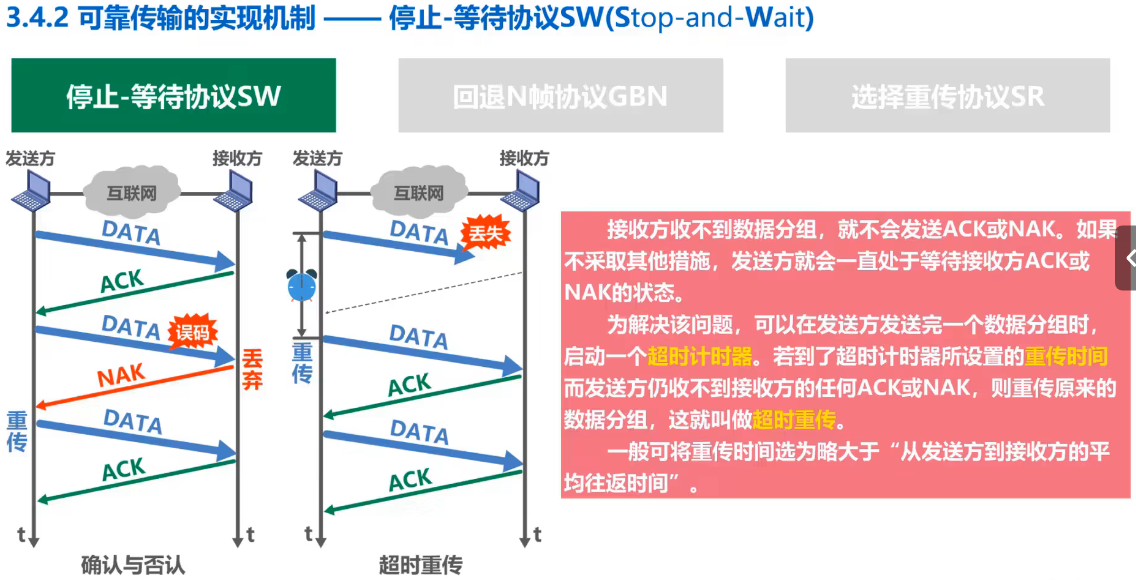 3.4.2 可靠传输的实现机制 —— 停止-等待协议SW(Stop-and-Wait)
停止-等待协议SW
回退N帧协议GBN
选择重传协议SR
发送方
接收方
互联网
DATA
ACK
DATA
误码
丢弃
NAK
重传
DATA
ACK
t
t
确认与否认
发送方
接收方
互联网
DATA
丢失
重传
DATA
ACK
DATA
ACK
t
t
超时重传
接收方收不到数据分组，就不会发送ACK或NAK。如果
不采取其他措施，发送方就会一直处于等待接收方ACK或
NAK的状态。
为解决该问题，可以在发送方发送完一个数据分组时，
启动一个超时计时器。若到了超时计时器所设置的重传时间
而发送方仍收不到接收方的任何ACK或NAK，则重传原来的
数据分组，这就叫做超时重传。
一般可将重传时间选为略大于“从发送方到接收方的平
均往返时间”。